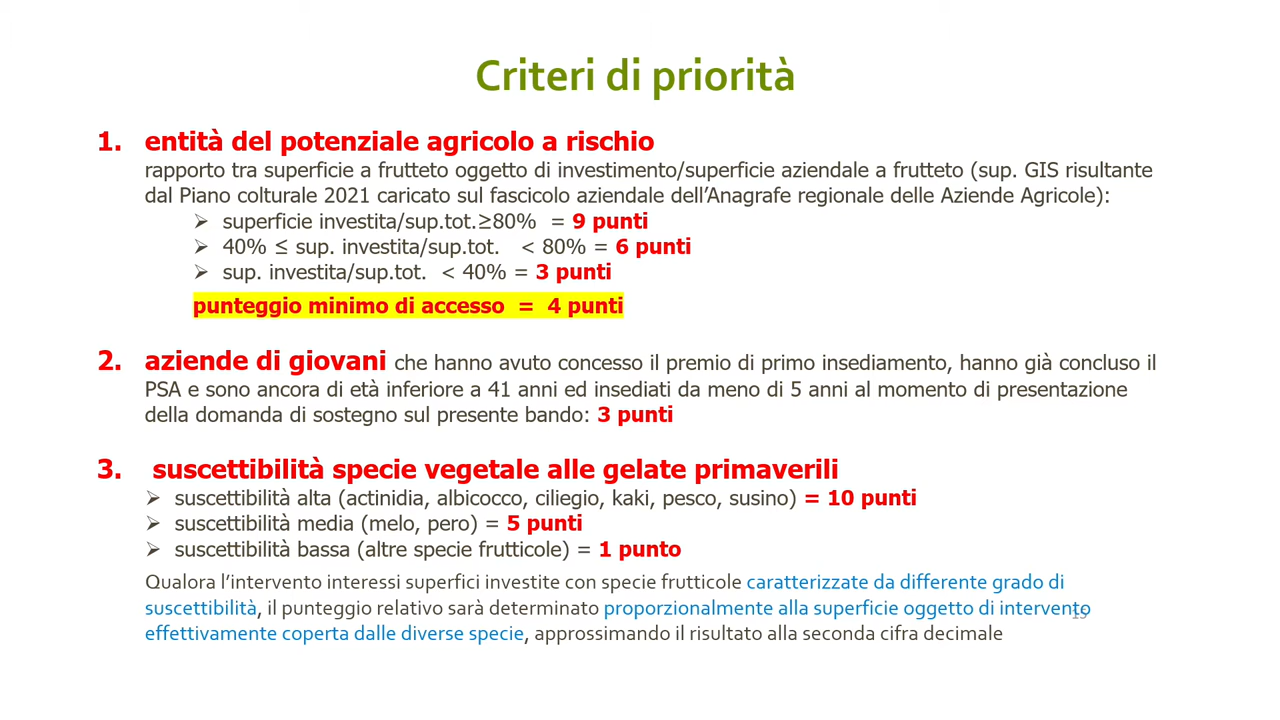 Criteri di priorità
1. entità del potenziale agricolo a rischio
rapporto tra superficie a frutteto oggetto di investimento/superficie aziendale a frutteto (sup. GIS risultante
dal Piano colturale 2021 caricato sul fascicolo aziendale dell’Anagrafe regionale delle Aziende Agricole):
➢ superficie investita/sup.tot.≥80% = 9 punti
➢ 40% ≤ sup. investita/sup.tot. < 80% = 6 punti
➢ sup. investita/sup.tot. < 40% = 3 punti
punteggio minimo di accesso = 4 punti
2. aziende di giovani che hanno avuto concesso il premio di primo insediamento, hanno già concluso il
PSA e sono ancora di età inferiore a 41 anni ed insediati da meno di 5 anni al momento di presentazione
della domanda di sostegno sul presente bando: 3 punti
3. suscettibilità specie vegetale alle gelate primaverili
➢ suscettibilità alta (actinidia, albicocco, ciliegio, kaki, pesco, susino) = 10 punti
➢ suscettibilità media (melo, pero) = 5 punti
➢ suscettibilità bassa (altre specie frutticole) = 1 punto
Qualora l’intervento interessi superfici investite con specie frutticole caratterizzate da differente grado di
suscettibilità, il punteggio relativo sarà determinato proporzionalmente alla superficie oggetto di intervento
effettivamente coperta dalle diverse specie, approssimando il risultato alla seconda cifra decimale